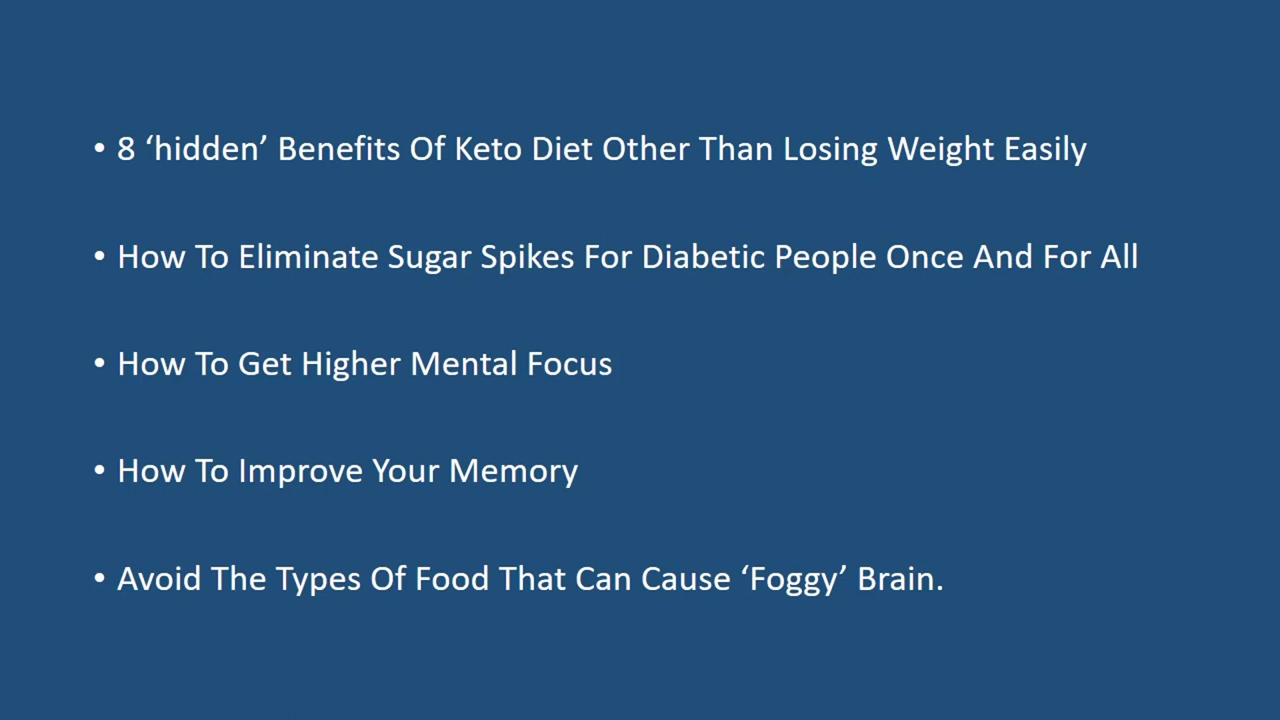 • 8 ‘hidden’ Benefits Of Keto Diet Other Than Losing Weight Easily
• How To Eliminate Sugar Spikes For Diabetic People Once And For All
• How To Get Higher Mental Focus
• How To Improve Your Memory
• Avoid The Types Of Food That Can Cause ‘Foggy’ Brain.